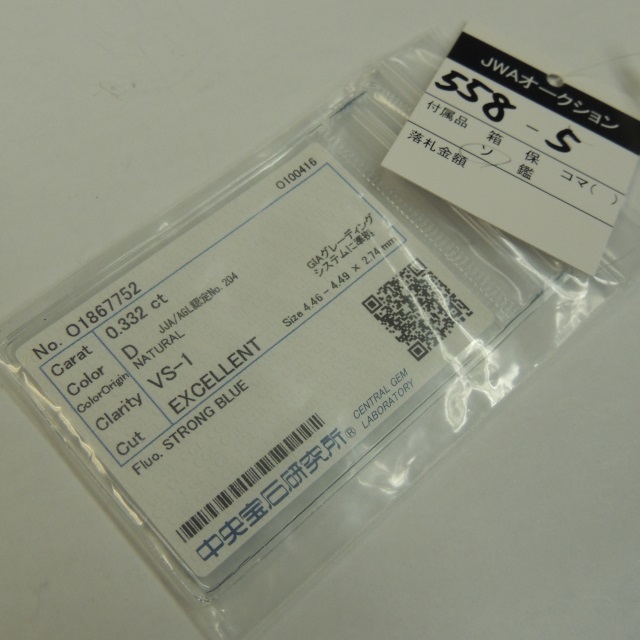 JWAオークション
558-5
付属品 箱 保
ソ 鑑 コマ( )
落札金額
O100416
No. O1867752
Carat 0.332 ct
Color D JJA/AGL認定No. 204
Color Origin NATURAL
GIAグレーディング
システムに準拠
Clarity VS-1
Size 4.46 - 4.49 × 2.74 mm
Cut. EXCELLENT
Fluo. STRONG BLUE
中央宝石研究所®
CENTRAL GEM
LABORATORY